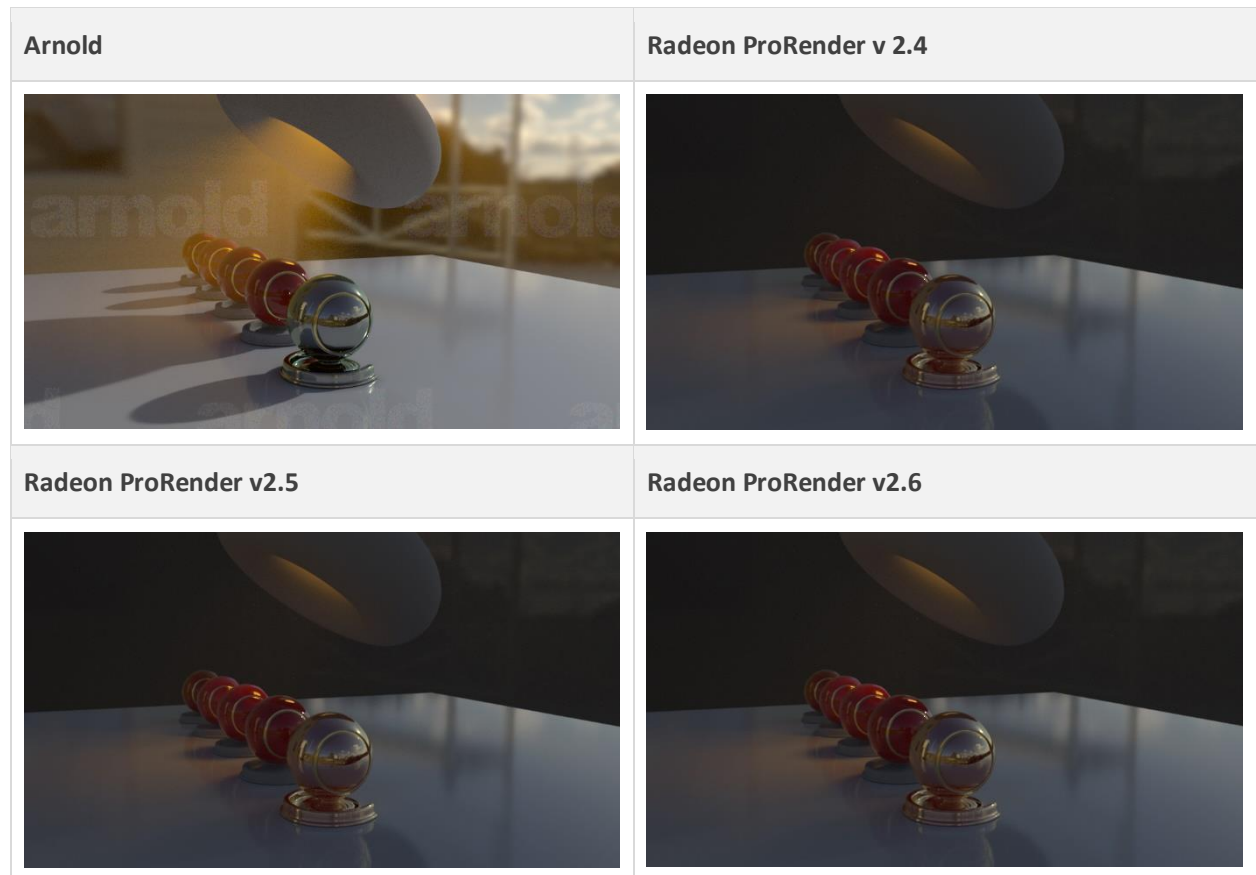 Arnold
Radeon ProRender v 2.4
arnold
arnold
arnold
Radeon ProRender v2.5
Radeon ProRender v2.6